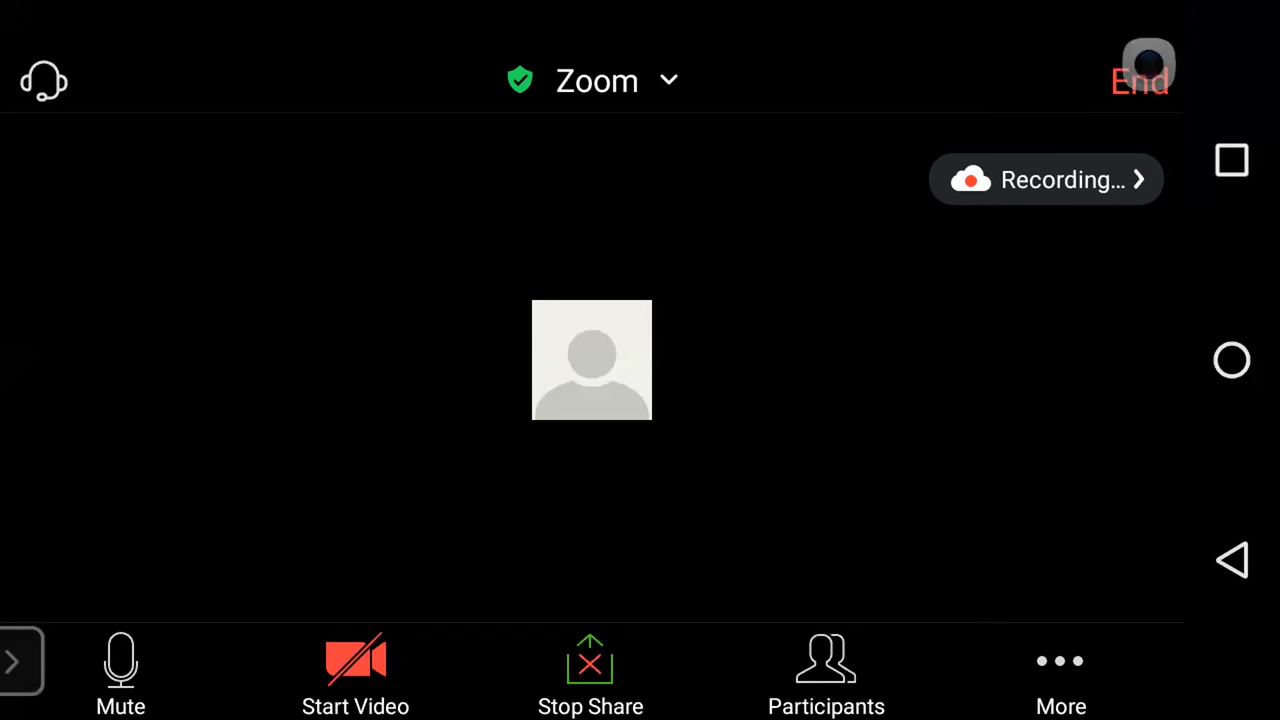 Zoom
End
Recording...
Mute
Start Video
Stop Share
Participants
More